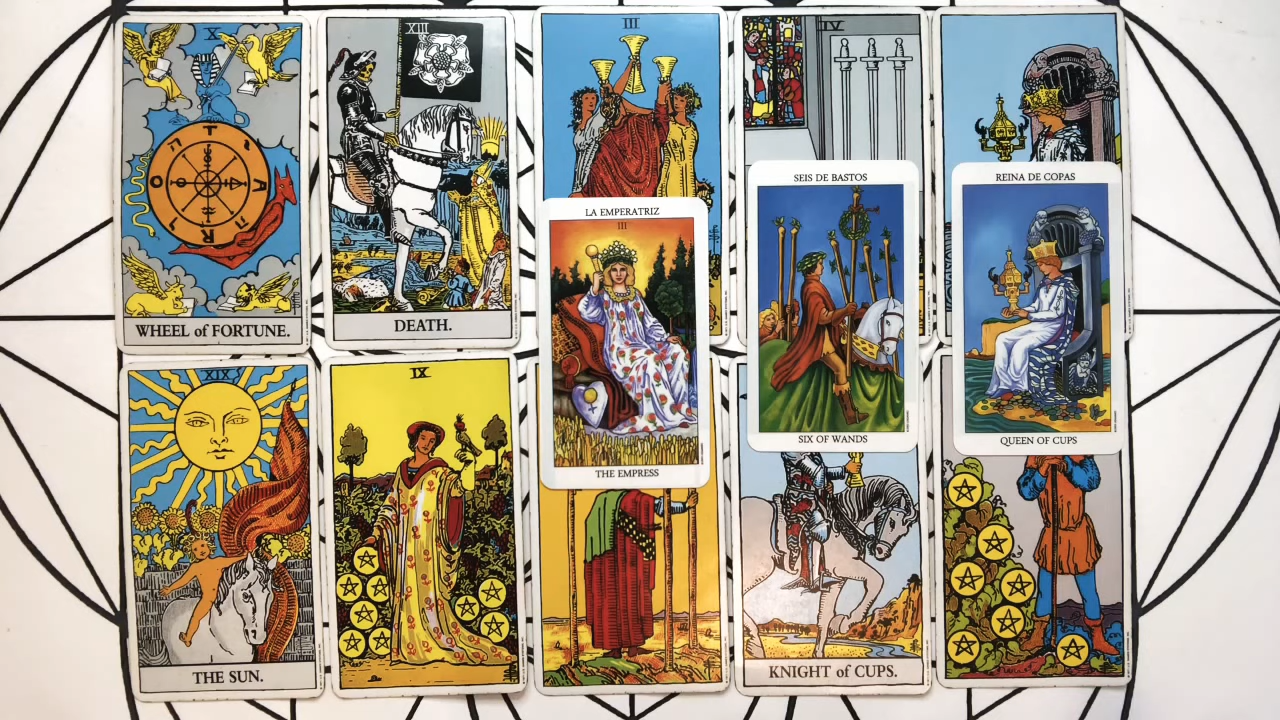 X
WHEEL of FORTUNE.
XIII
DEATH.
III
IV
LA EMPERATRIZ
III
THE EMPRESS
SEIS DE BASTOS
SIX OF WANDS
REINA DE COPAS
QUEEN OF CUPS
XIX
THE SUN.
IX
KNIGHT of CUPS.